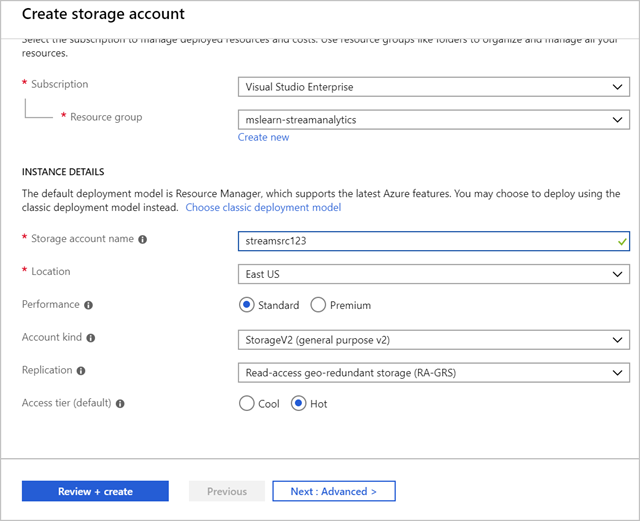 Create storage account
Select the subscription to manage deployed resources and costs. Use resource groups like folders to organize and manage all your
resources.
* Subscription
Visual Studio Enterprise
* Resource group
mslearn-streamanalytics
Create new
INSTANCE DETAILS
The default deployment model is Resource Manager, which supports the latest Azure features. You may choose to deploy using the
classic deployment model instead. Choose classic deployment model
* Storage account name
streamsrc123
* Location
East US
Performance
Standard Premium
Account kind
StorageV2 (general purpose v2)
Replication
Read-access geo-redundant storage (RA-GRS)
Access tier (default)
Cool Hot
Review + create Previous Next : Advanced >